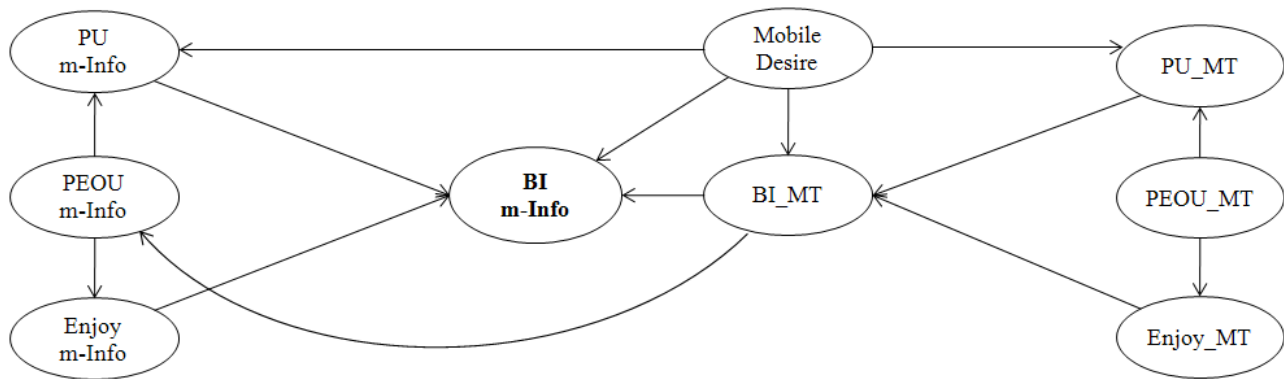 PU
m-Info
Mobile
Desire
PU_MT
PEOU
m-Info
BI
m-Info
BI_MT
PEOU_MT
Enjoy
m-Info
Enjoy_MT